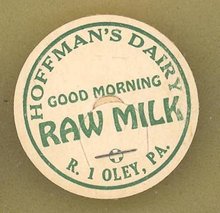 HOFFMAN'S DAIRY
GOOD MORNING
RAW MILK
R. 1 OLEY, PA.